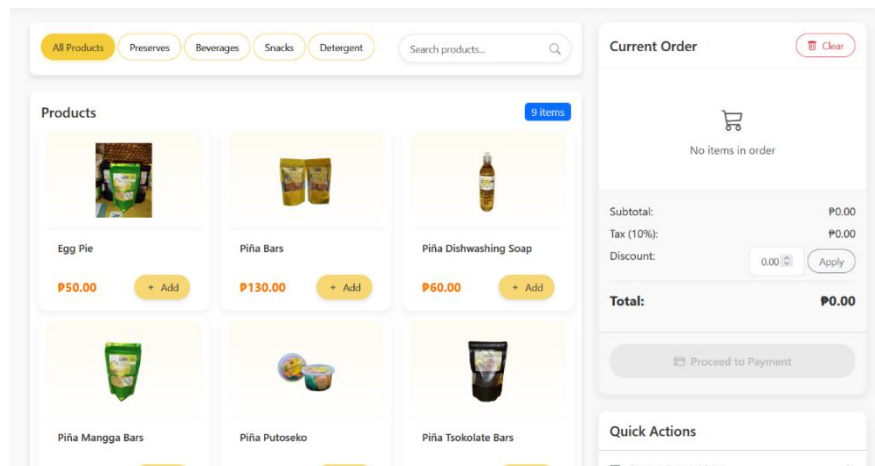 All Products Preserves Beverages Snacks Detergent Search products...
Products 9 items
Egg Pie Piña Bars Piña Dishwashing Soap
₱50.00 + Add ₱130.00 + Add ₱60.00 + Add
Piña Mangga Bars Piña Putoseko Piña Tsokolate Bars
Current Order Clear
No items in order
Subtotal: ₱0.00
Tax (10%): ₱0.00
Discount: 0.00 Apply
Total: ₱0.00
Proceed to Payment
Quick Actions